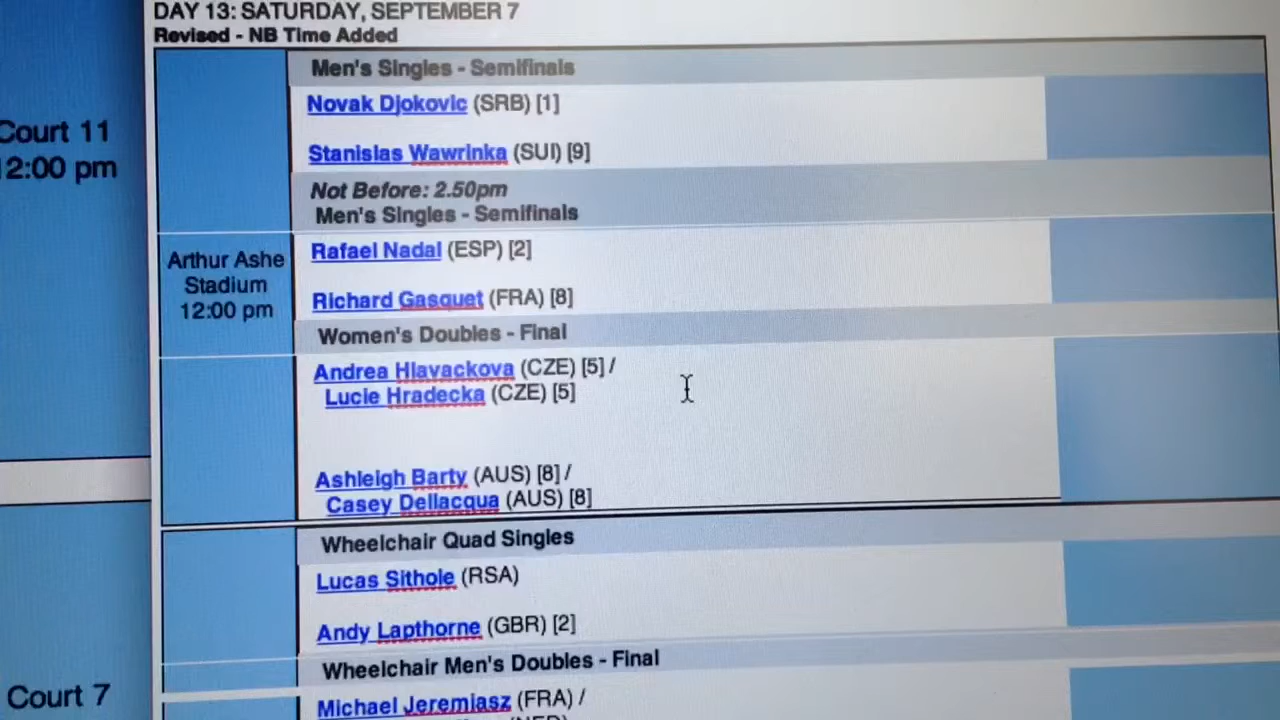 DAY 13: SATURDAY, SEPTEMBER 7
Revised - NB Time Added
Court 11
12:00 pm
Men's Singles - Semifinals
Novak Djokovic (SRB) [1]
Stanislas Wawrinka (SUI) [9]
Not Before: 2.50pm
Men's Singles - Semifinals
Arthur Ashe
Stadium
12:00 pm
Rafael Nadal (ESP) [2]
Richard Gasquet (FRA) [8]
Women's Doubles - Final
Andrea Hlavackova (CZE) [5] /
Lucie Hradecka (CZE) [5]
Ashleigh Barty (AUS) [8] /
Casey Dellacqua (AUS) [8]
Wheelchair Quad Singles
Lucas Sithole (RSA)
Andy Lapthorne (GBR) [2]
Wheelchair Men's Doubles - Final
Court 7
Michael Jeremiasz (FRA) /